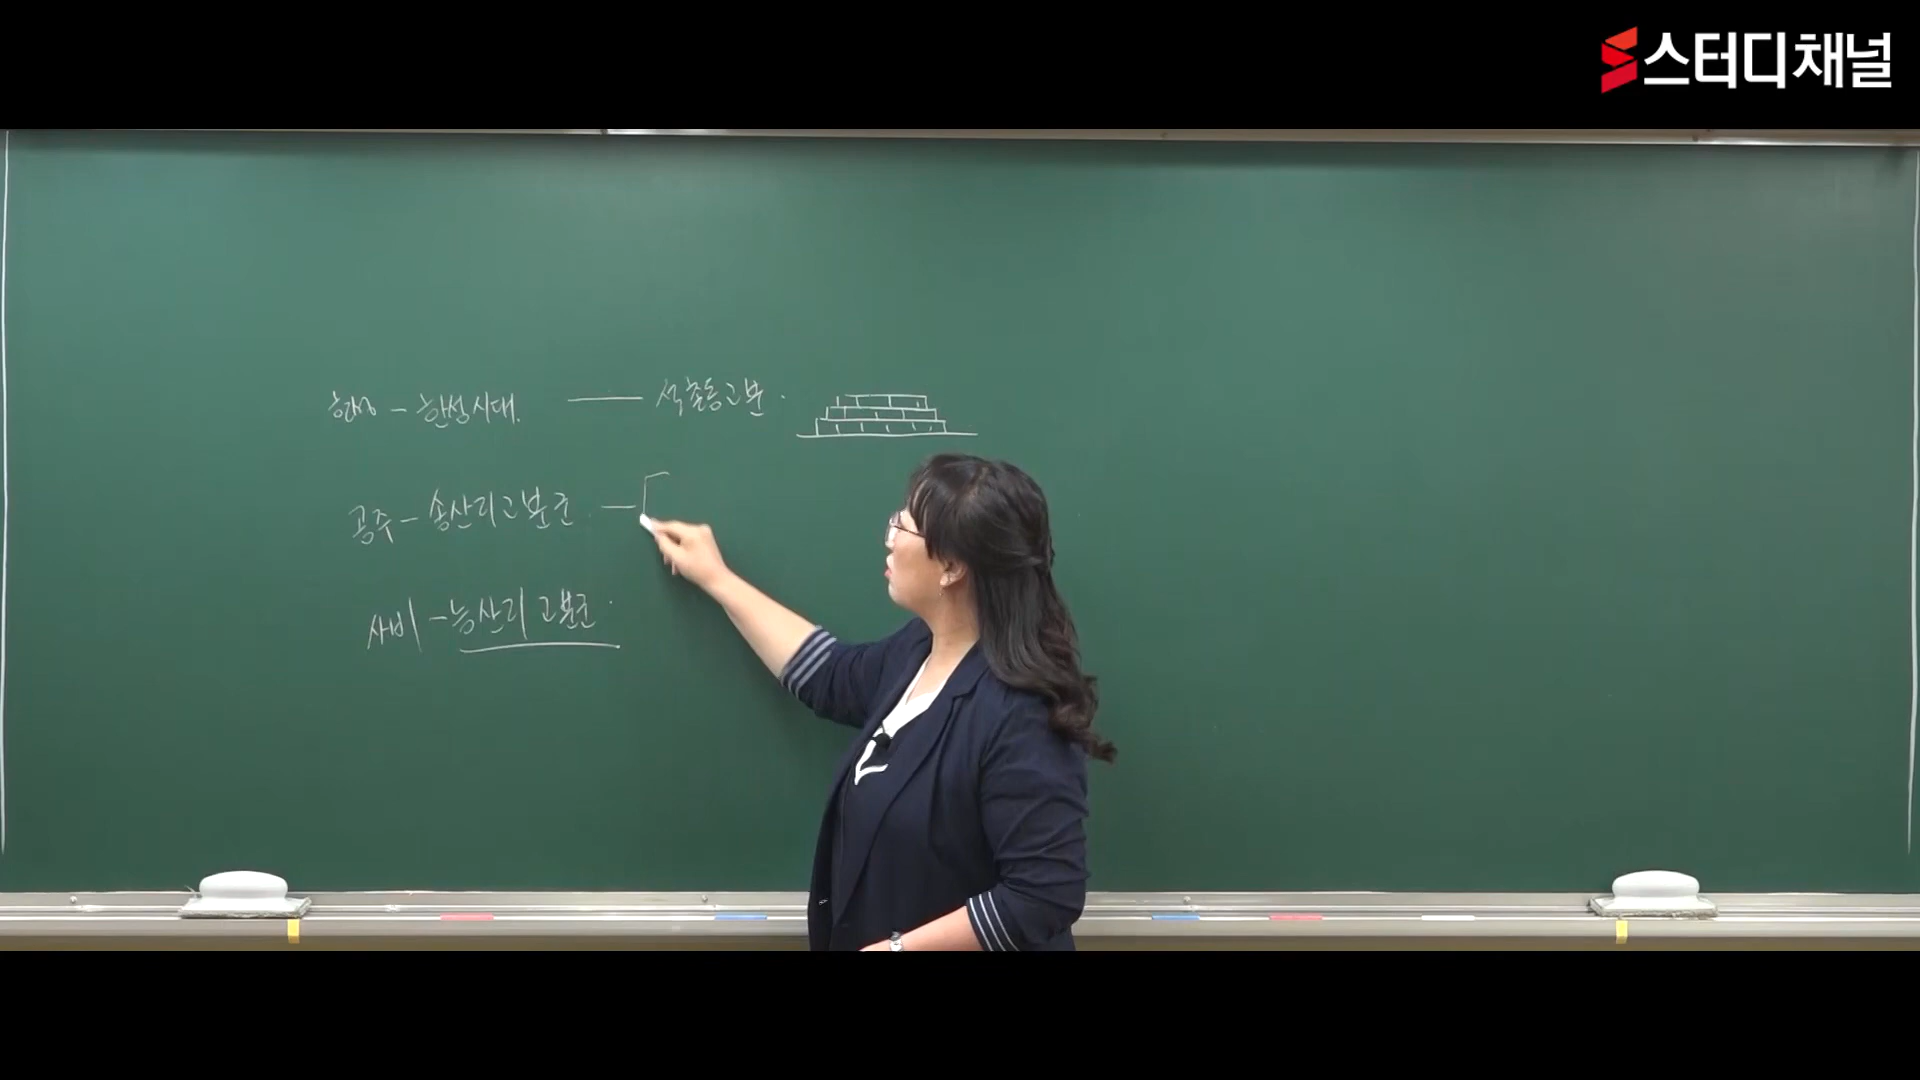 스터디채널
한성 - 한성시대. — 석촌동고분.
공주 - 송산리고분군 —
사비 - 능산리 고분군.